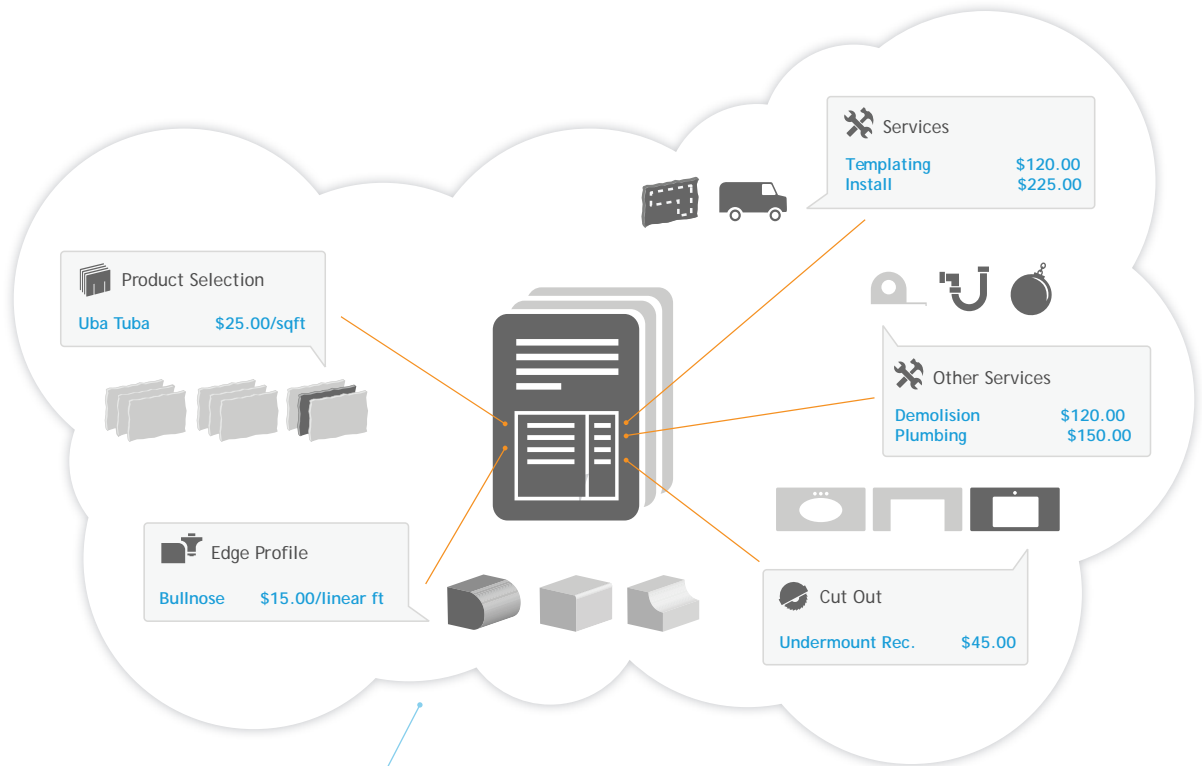 Services
Templating $120.00
Install $225.00
Product Selection
Uba Tuba $25.00/sqft
Other Services
Demolision $120.00
Plumbing $150.00
Edge Profile
Bullnose $15.00/linear ft
Cut Out
Undermount Rec. $45.00